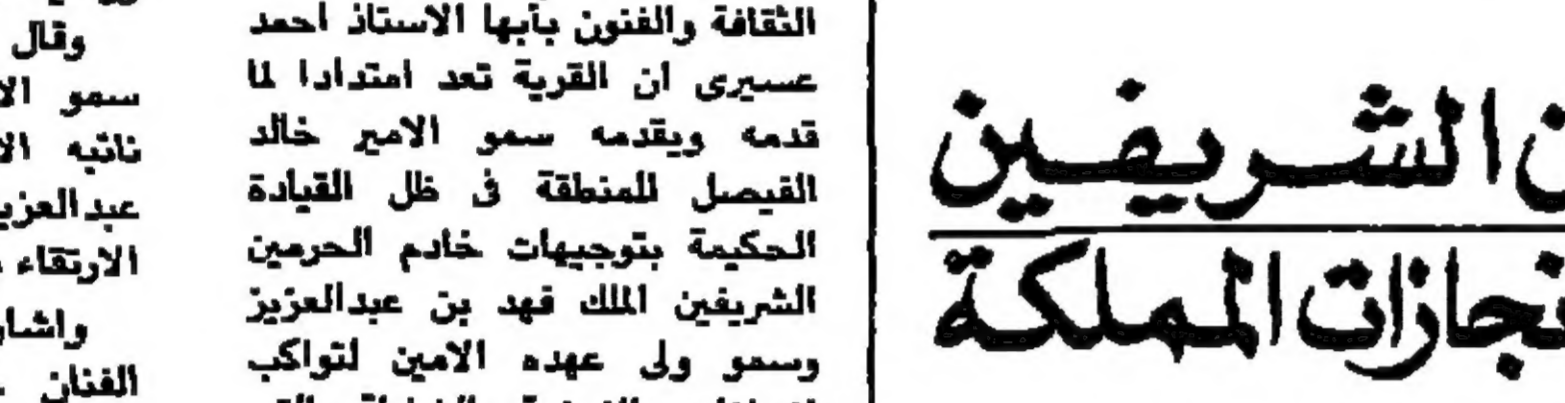 ن الشريفين
نجازات المملكة
الثقافة والفنون بأبها الاستاذ احمد
عسيرى ان القرية تعد امتدادا لما
قدمه ويقدمه سمو الامير خالد
الفيصل للمنطقة فى ظل القيادة
الحكيمة بتوجيهات خادم الحرمين
الشريفين الملك فهد بن عبدالعزيز
وسمو ولى عهده الامين لتواكب
وقال
سمو الا
نائبه الا
عبدالعزي
الارتقاء
واشار
الفنان